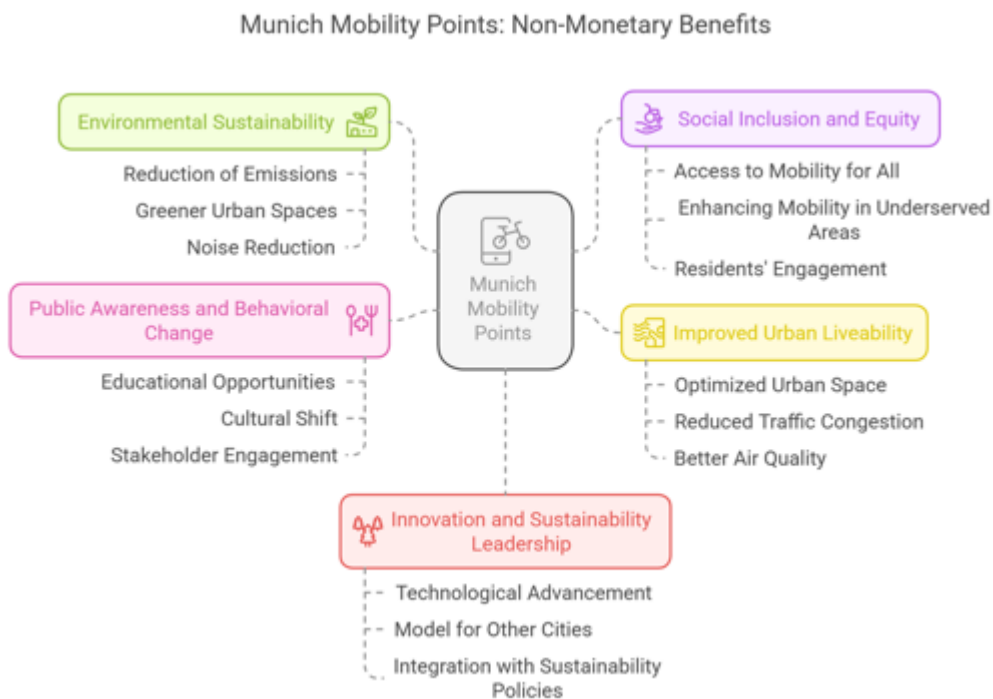 Munich Mobility Points: Non-Monetary Benefits
Environmental Sustainability
Reduction of Emissions
Greener Urban Spaces
Noise Reduction
Public Awareness and Behavioral
Change
Educational Opportunities
Cultural Shift
Stakeholder Engagement
Munich
Mobility
Points
Social Inclusion and Equity
Access to Mobility for All
Enhancing Mobility in Underserved
Areas
Residents' Engagement
Improved Urban Liveability
Optimized Urban Space
Reduced Traffic Congestion
Better Air Quality
Innovation and Sustainability
Leadership
Technological Advancement
Model for Other Cities
Integration with Sustainability
Policies